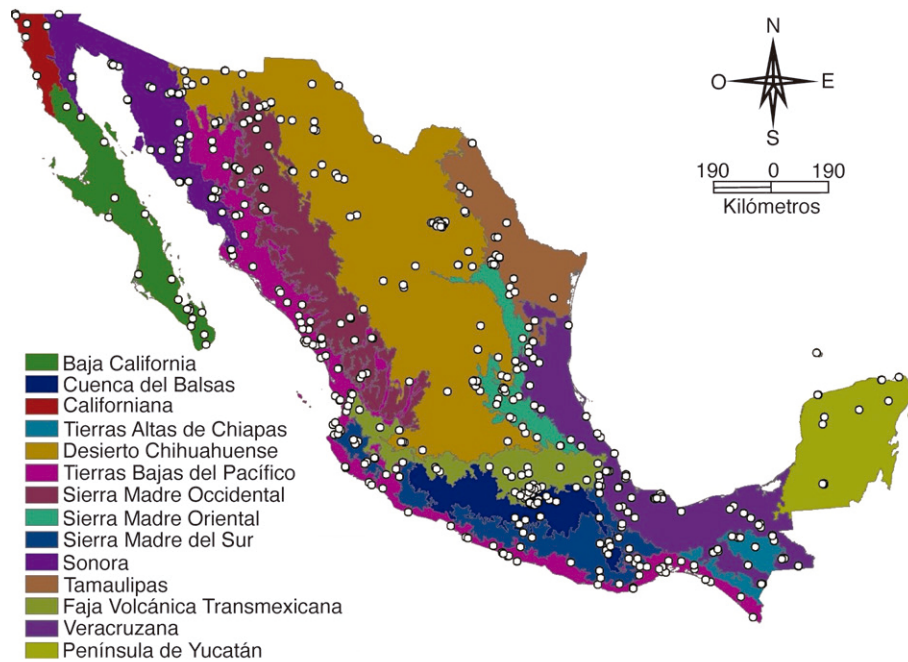 N
O
E
S
190 0 190
Kilómetros
Baja California
Cuenca del Balsas
Californiana
Tierras Altas de Chiapas
Desierto Chihuahuense
Tierras Bajas del Pacífico
Sierra Madre Occidental
Sierra Madre Oriental
Sierra Madre del Sur
Sonora
Tamaulipas
Faja Volcánica Transmexicana
Veracruzana
Península de Yucatán